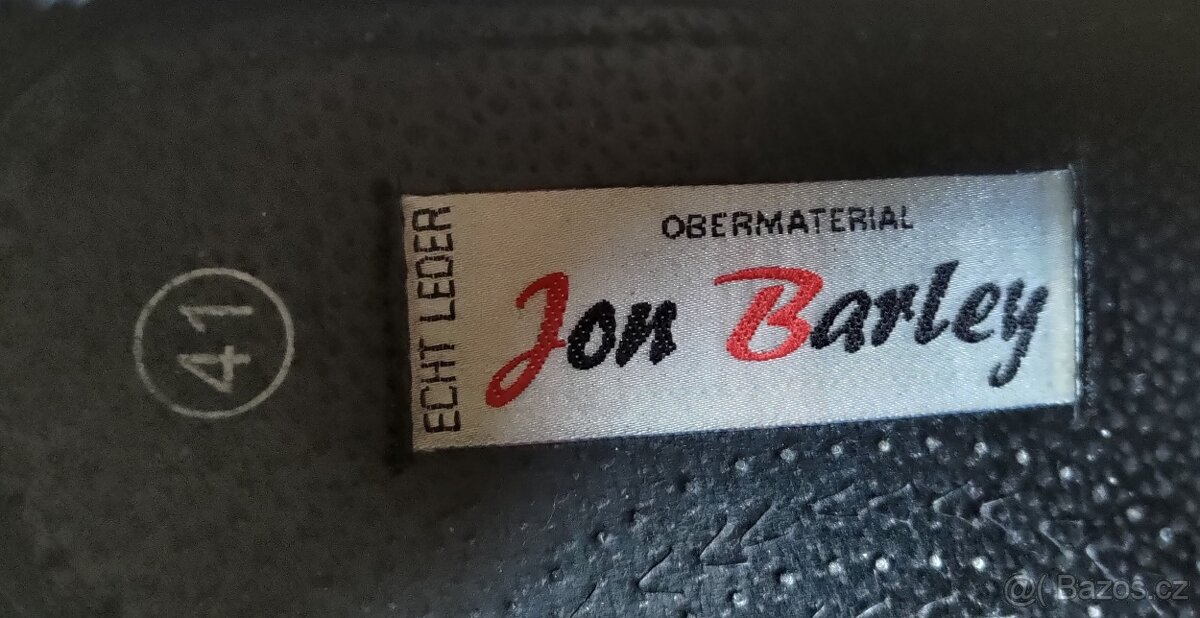 41
ECHT LEDER
OBERMATERIAL
Jon Barley
@( Bazos.cz